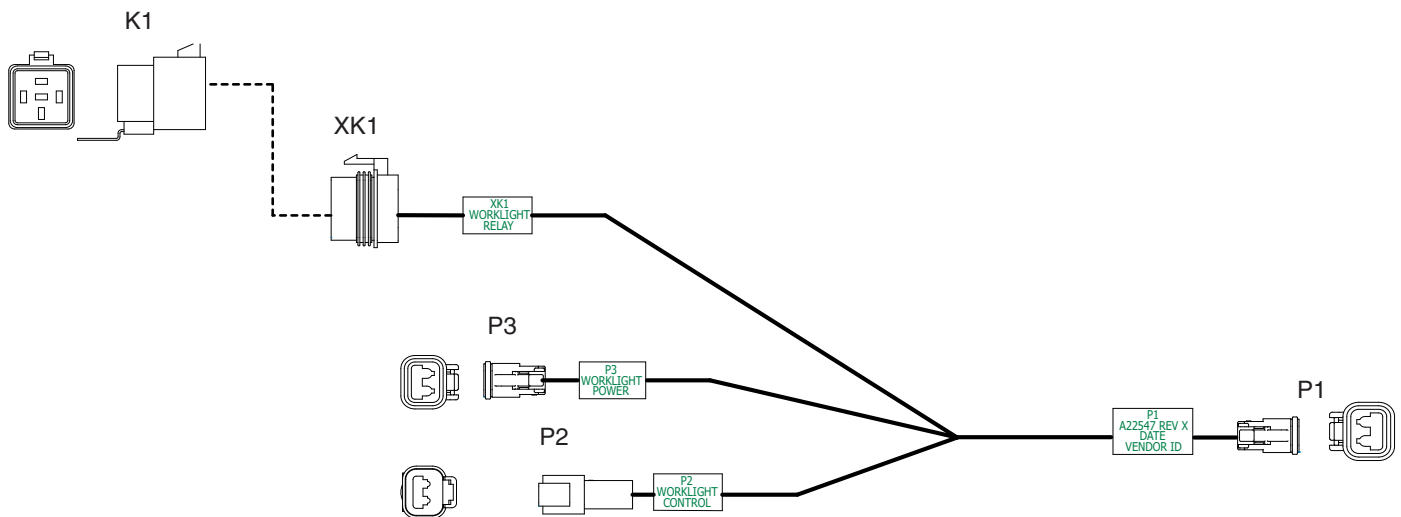 K1
XK1
XK1
WORKLIGHT
RELAY
P3
P3
WORKLIGHT
POWER
P1
P1
A22547 REV X
DATE
VENDOR ID
P2
P2
WORKLIGHT
CONTROL